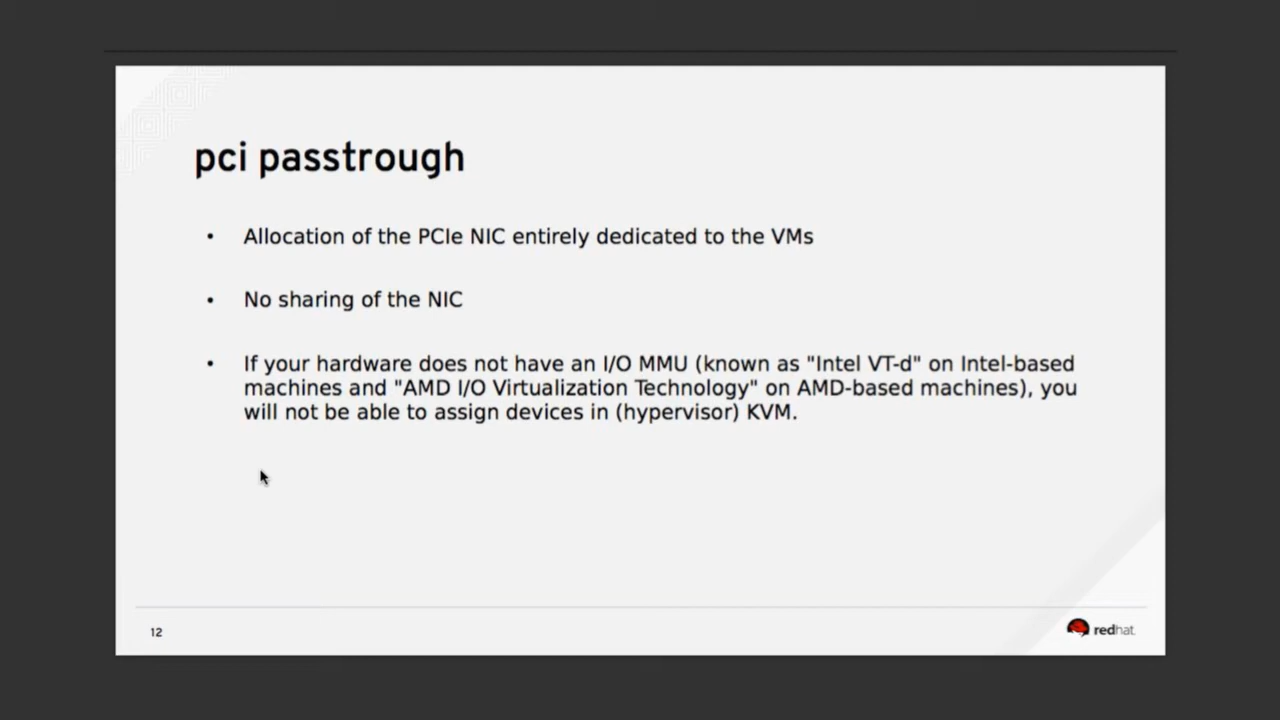 pci passtrough
• Allocation of the PCIe NIC entirely dedicated to the VMs
• No sharing of the NIC
• If your hardware does not have an I/O MMU (known as "Intel VT-d" on Intel-based
machines and "AMD I/O Virtualization Technology" on AMD-based machines), you
will not be able to assign devices in (hypervisor) KVM.
12
redhat.